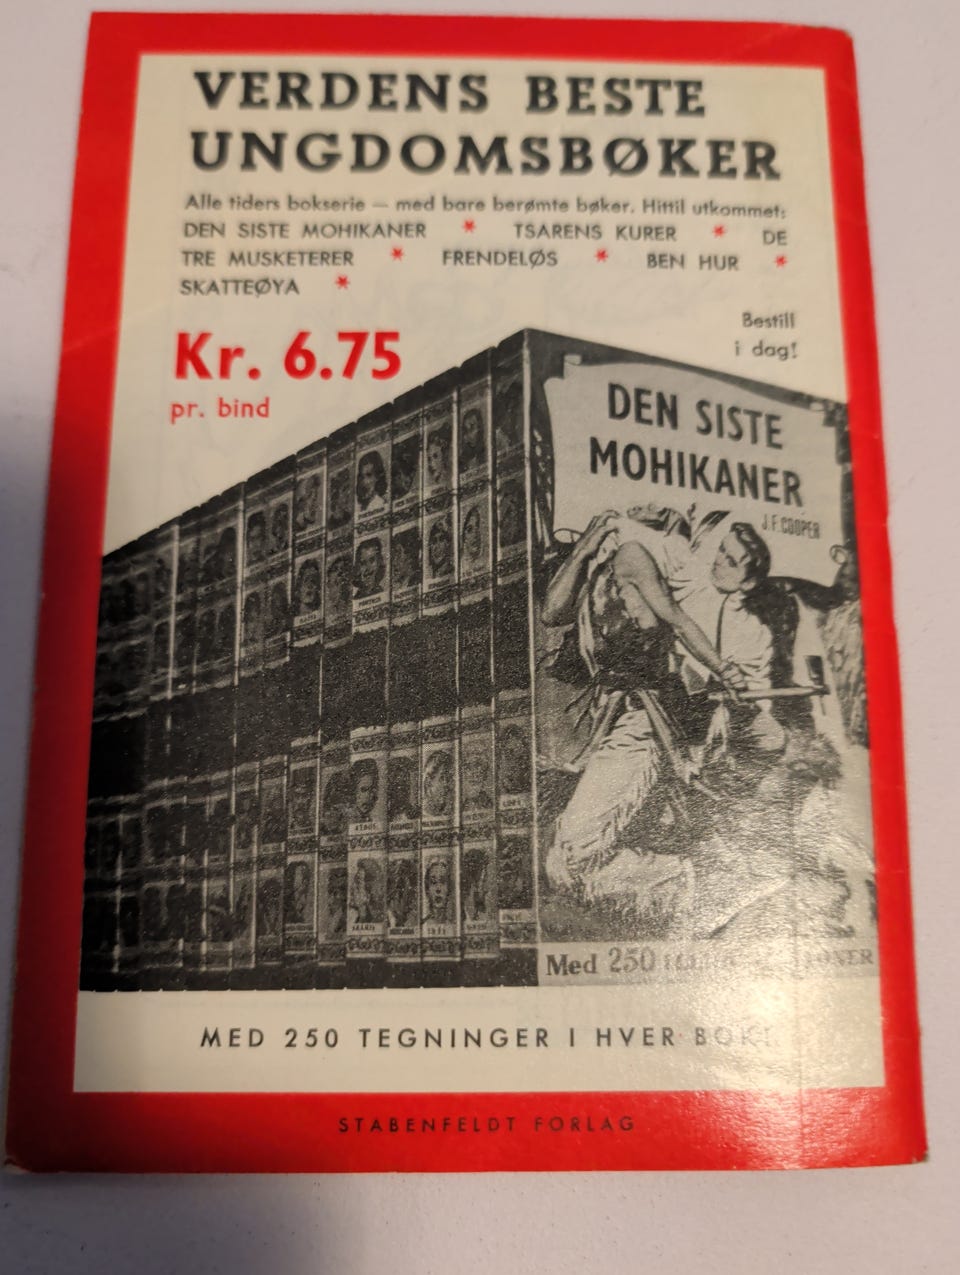 VERDENS BESTE
UNGDOMSBØKER
Alle tiders bokserie — med bare berømte bøker. Hittil utkommet:
DEN SISTE MOHIKANER * TSARENS KURER * DE
TRE MUSKETERER * FRENDELØS * BEN HUR *
SKATTEØYA *
Bestill
i dag!
Kr. 6.75
pr. bind
DEN SISTE
MOHIKANER
J.F. COOPER
Med 250
MED 250 TEGNINGER I HVER BOK!
STABENFELDT FORLAG